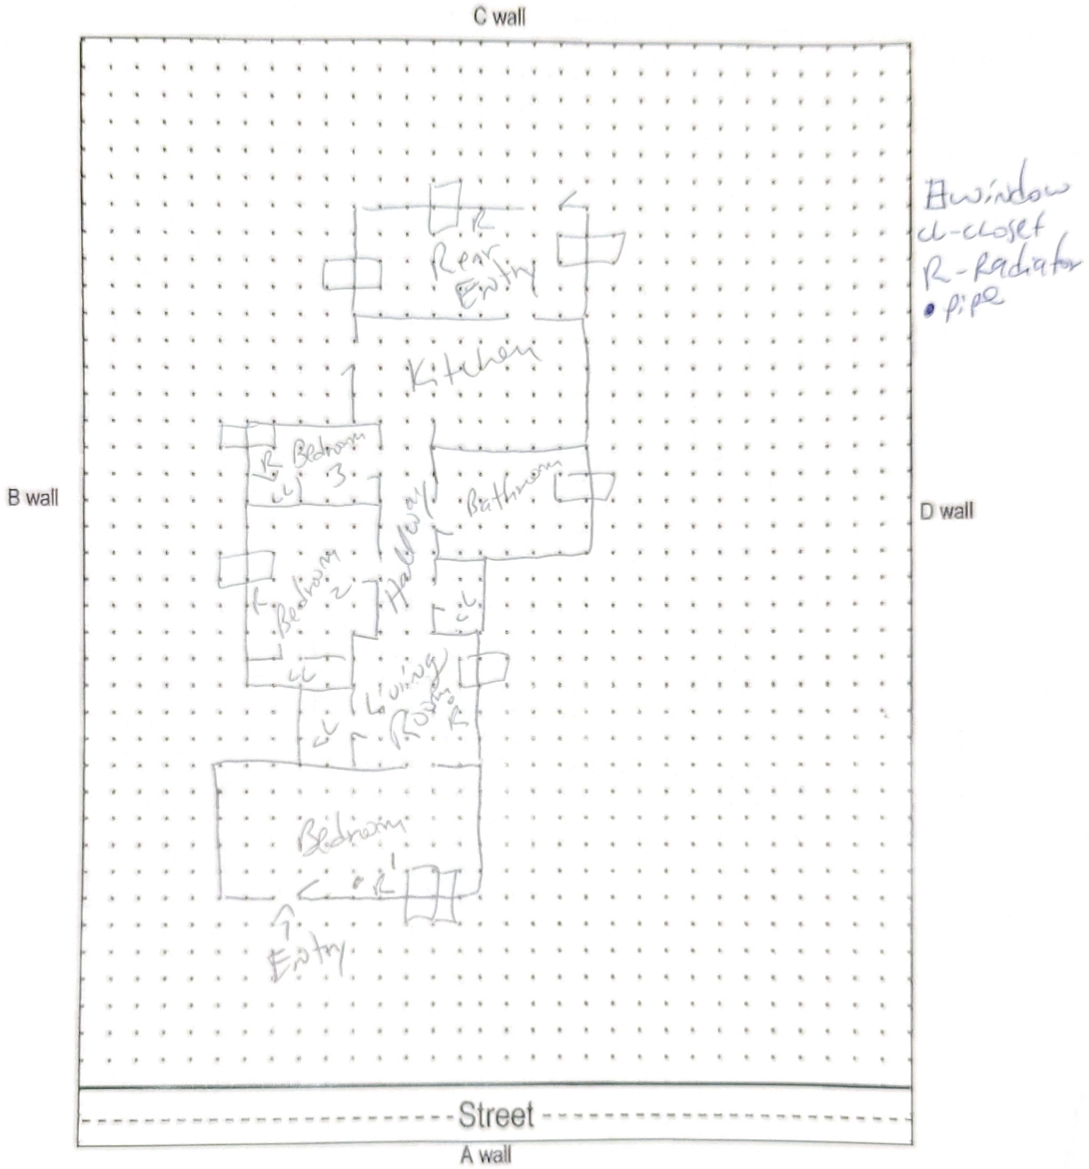 C wall
window
cl-closet
R-Radiator
• pipe
R
Rear
Entry
Kitchen
R Bedroom
3
cl
Bathroom
B wall
D wall
Hallway
R
Bedroom
2
cl
cl
Living
Room
R
cl
Bedroom
1
• R
Entry
Street
A wall